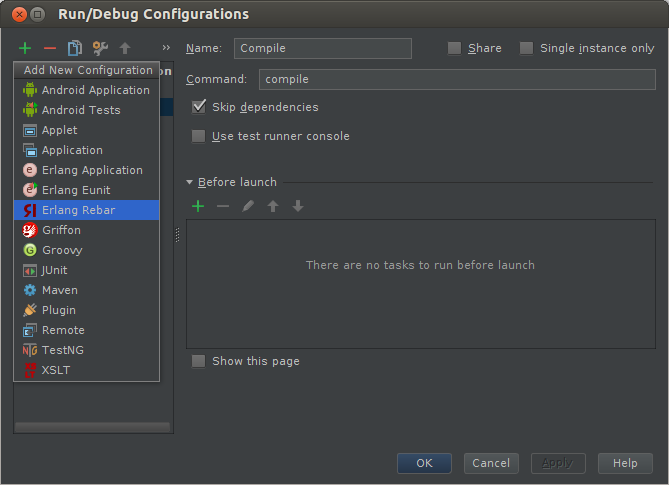 Run/Debug Configurations
Name: Compile Share Single instance only
Add New Configuration on
Command: compile
Android Application
Android Tests
Applet
Application
Erlang Application
Erlang Eunit
Erlang Rebar
Griffon
Groovy
JUnit
Maven
Plugin
Remote
TestNG
XSLT
Skip dependencies
Use test runner console
Before launch
There are no tasks to run before launch
Show this page
OK Cancel Apply Help